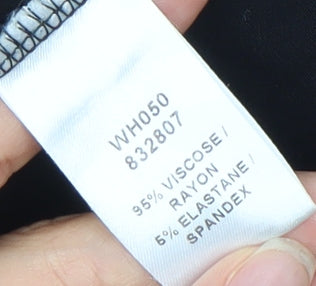 WH050
832807
95% VISCOSE /
RAYON
5% ELASTANE /
SPANDEX